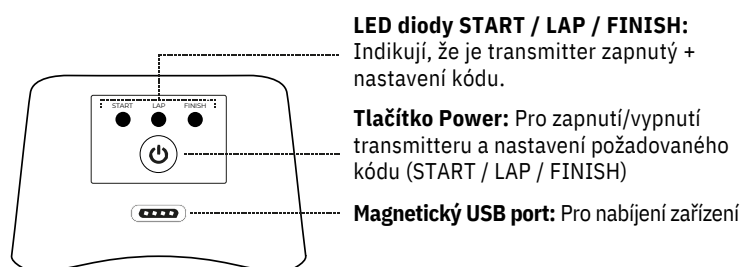 LED diody START / LAP / FINISH:
Indikují, že je transmitter zapnutý +
nastavení kódu.
START LAP FINISH
Tlačítko Power: Pro zapnutí/vypnutí
transmitteru a nastavení požadovaného
kódu (START / LAP / FINISH)
Magnetický USB port: Pro nabíjení zařízení